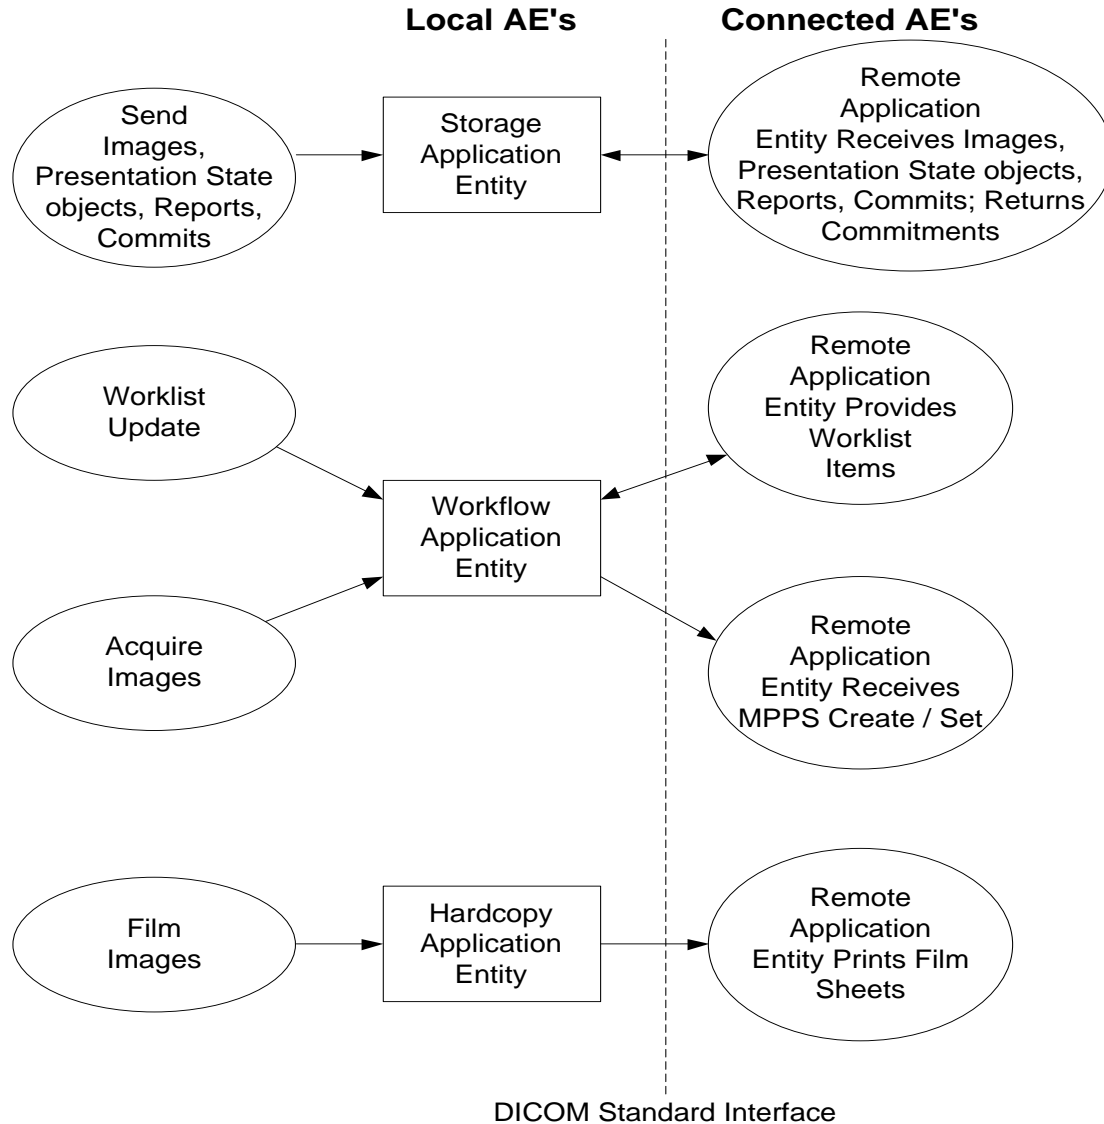 Local AE's
Connected AE's
Send
Images,
Presentation State
objects, Reports,
Commits
Storage
Application
Entity
Remote
Application
Entity Receives Images,
Presentation State objects,
Reports, Commits; Returns
Commitments
Worklist
Update
Remote
Application
Entity Provides
Worklist
Items
Workflow
Application
Entity
Acquire
Images
Remote
Application
Entity Receives
MPPS Create / Set
Film
Images
Hardcopy
Application
Entity
Remote
Application
Entity Prints Film
Sheets
DICOM Standard Interface